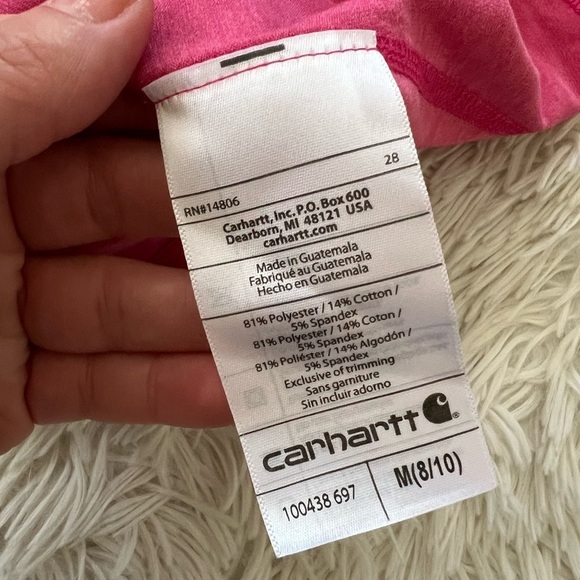 RN#14806
28
Carhartt, Inc. P.O. Box 600
Dearborn, MI 48121 USA
carhartt.com
Made in Guatemala
Fabriqué au Guatemala
Hecho en Guatemala
81% Polyester / 14% Cotton /
5% Spandex
81% Polyester / 14% Coton /
5% Spandex
81% Poliéster / 14% Algodón /
5% Spandex
Exclusive of trimming
Sans garniture
Sin incluir adorno
carhartt
100438 697
M(8/10)